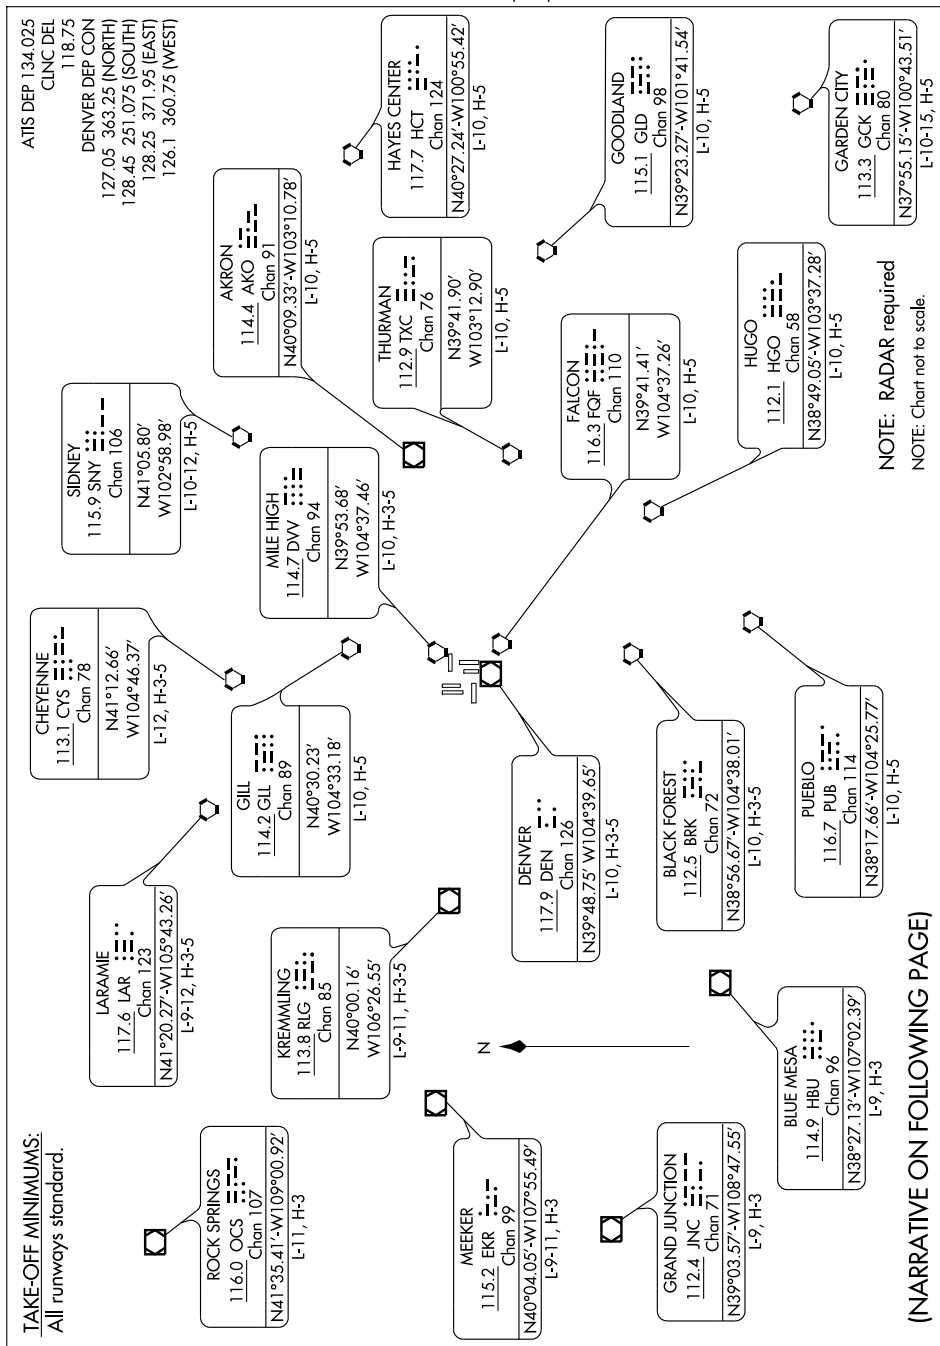 TAKE-OFF MINIMUMS:
All runways standard.
ATIS DEP 134.025
CLNC DEL
118.75
DENVER DEP CON
127.05 363.25 (NORTH)
128.45 251.075 (SOUTH)
128.25 371.95 (EAST)
126.1 360.75 (WEST)
ROCK SPRINGS
116.0 OCS
Chan 107
N41°35.41'-W109°00.92'
L-11, H-3
LARAMIE
117.6 LAR
Chan 123
N41°20.27'-W105°43.26'
L-9-12, H-3-5
CHEYENNE
113.1 CYS
Chan 78
N41°12.66'
W104°46.37'
L-12, H-3-5
SIDNEY
115.9 SNY
Chan 106
N41°05.80'
W102°58.98'
L-10-12, H-5
GILL
114.2 GLL
Chan 89
N40°30.23'
W104°33.18'
L-10, H-5
AKRON
114.4 AKO
Chan 91
N40°09.33'-W103°10.78'
L-10, H-5
HAYES CENTER
117.7 HCT
Chan 124
N40°27.24'-W100°55.42'
L-10, H-5
KREMMLING
113.8 RLG
Chan 85
N40°00.16'
W106°26.55'
L-9-11, H-3-5
MILE HIGH
114.7 DVV
Chan 94
N39°53.68'
W104°37.46'
L-10, H-3-5
THURMAN
112.9 TXC
Chan 76
N39°41.90'
W103°12.90'
L-10, H-5
MEEKER
115.2 EKR
Chan 99
N40°04.05'-W107°55.49'
L-9-11, H-3
N
DENVER
117.9 DEN
Chan 126
N39°48.75' W104°39.65'
L-10, H-3-5
FALCON
116.3 FQF
Chan 110
N39°41.41'
W104°37.26'
L-10, H-5
GOODLAND
115.1 GLD
Chan 98
N39°23.27'-W101°41.54'
L-10, H-5
GRAND JUNCTION
112.4 JNC
Chan 71
N39°03.57'-W108°47.55'
L-9, H-3
BLACK FOREST
112.5 BRK
Chan 72
N38°56.67'-W104°38.01'
L-10, H-3-5
HUGO
112.1 HGO
Chan 58
N38°49.05'-W103°37.28'
L-10, H-5
BLUE MESA
114.9 HBU
Chan 96
N38°27.13'-W107°02.39'
L-9, H-3
PUEBLO
116.7 PUB
Chan 114
N38°17.66'-W104°25.77'
L-10, H-5
GARDEN CITY
113.3 GCK
Chan 80
N37°55.15'-W100°43.51'
L-10-15, H-5
NOTE: RADAR required
NOTE: Chart not to scale.
(NARRATIVE ON FOLLOWING PAGE)